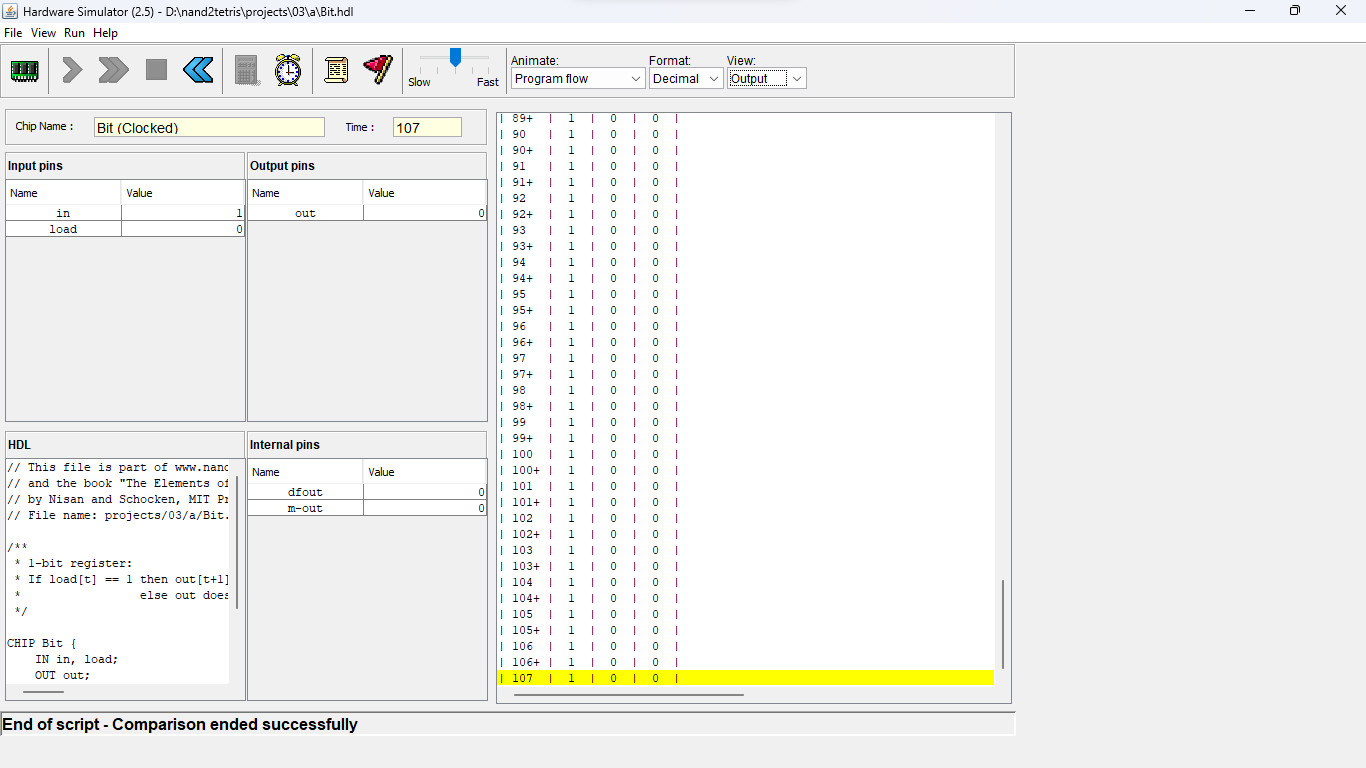 Hardware Simulator (2.5) - D:\nand2tetris\projects\03\a\Bit.hdl
File View Run Help
Slow Fast
Animate: Format: View:
Program flow Decimal Output
Chip Name : Bit (Clocked) Time : 107
Input pins
Name Value
in 1
load 0
Output pins
Name Value
out 0
HDL
// This file is part of www.nand
// and the book "The Elements of
// by Nisan and Schocken, MIT Pr
// File name: projects/03/a/Bit.
/**
* 1-bit register:
* If load[t] == 1 then out[t+1]
* else out does
*/
CHIP Bit {
IN in, load;
OUT out;
Internal pins
Name Value
dfout 0
m-out 0
| 89+ | 1 | 0 | 0 |
| 90 | 1 | 0 | 0 |
| 90+ | 1 | 0 | 0 |
| 91 | 1 | 0 | 0 |
| 91+ | 1 | 0 | 0 |
| 92 | 1 | 0 | 0 |
| 92+ | 1 | 0 | 0 |
| 93 | 1 | 0 | 0 |
| 93+ | 1 | 0 | 0 |
| 94 | 1 | 0 | 0 |
| 94+ | 1 | 0 | 0 |
| 95 | 1 | 0 | 0 |
| 95+ | 1 | 0 | 0 |
| 96 | 1 | 0 | 0 |
| 96+ | 1 | 0 | 0 |
| 97 | 1 | 0 | 0 |
| 97+ | 1 | 0 | 0 |
| 98 | 1 | 0 | 0 |
| 98+ | 1 | 0 | 0 |
| 99 | 1 | 0 | 0 |
| 99+ | 1 | 0 | 0 |
| 100 | 1 | 0 | 0 |
| 100+ | 1 | 0 | 0 |
| 101 | 1 | 0 | 0 |
| 101+ | 1 | 0 | 0 |
| 102 | 1 | 0 | 0 |
| 102+ | 1 | 0 | 0 |
| 103 | 1 | 0 | 0 |
| 103+ | 1 | 0 | 0 |
| 104 | 1 | 0 | 0 |
| 104+ | 1 | 0 | 0 |
| 105 | 1 | 0 | 0 |
| 105+ | 1 | 0 | 0 |
| 106 | 1 | 0 | 0 |
| 106+ | 1 | 0 | 0 |
| 107 | 1 | 0 | 0 |
End of script - Comparison ended successfully